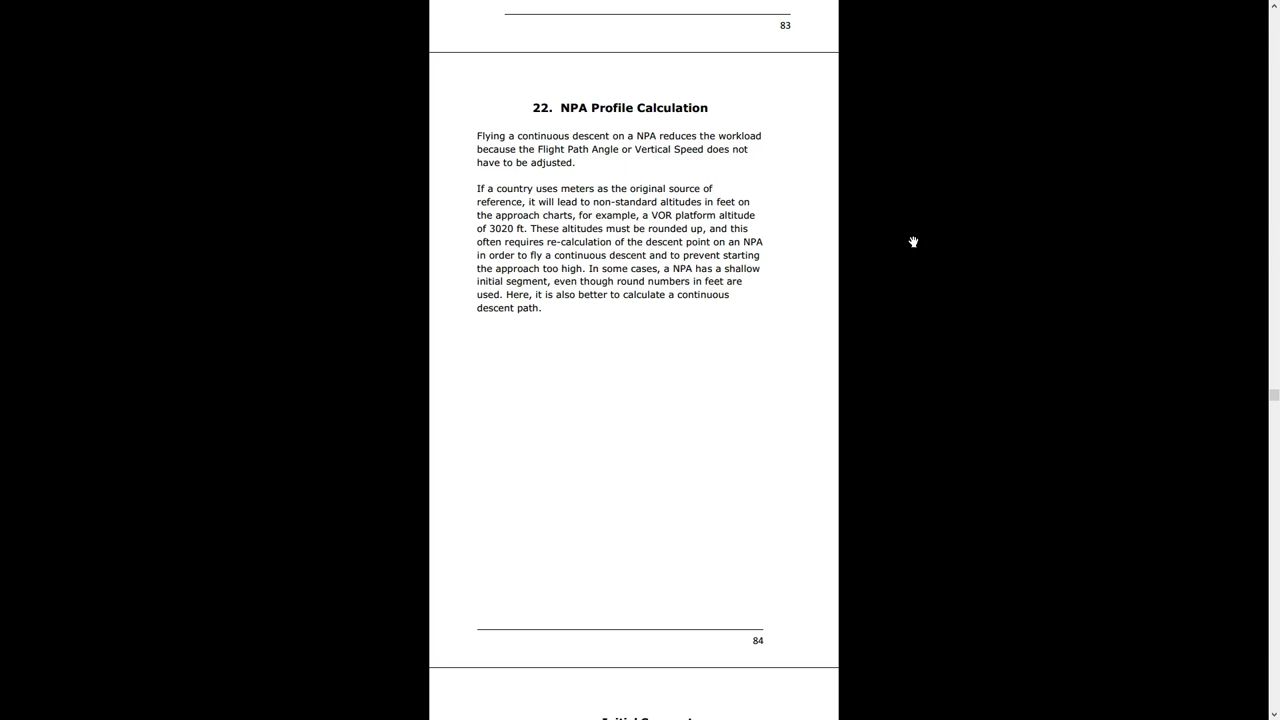 83
22. NPA Profile Calculation
Flying a continuous descent on a NPA reduces the workload
because the Flight Path Angle or Vertical Speed does not
have to be adjusted.
If a country uses meters as the original source of
reference, it will lead to non-standard altitudes in feet on
the approach charts, for example, a VOR platform altitude
of 3020 ft. These altitudes must be rounded up, and this
often requires re-calculation of the descent point on an NPA
in order to fly a continuous descent and to prevent starting
the approach too high. In some cases, a NPA has a shallow
initial segment, even though round numbers in feet are
used. Here, it is also better to calculate a continuous
descent path.
84